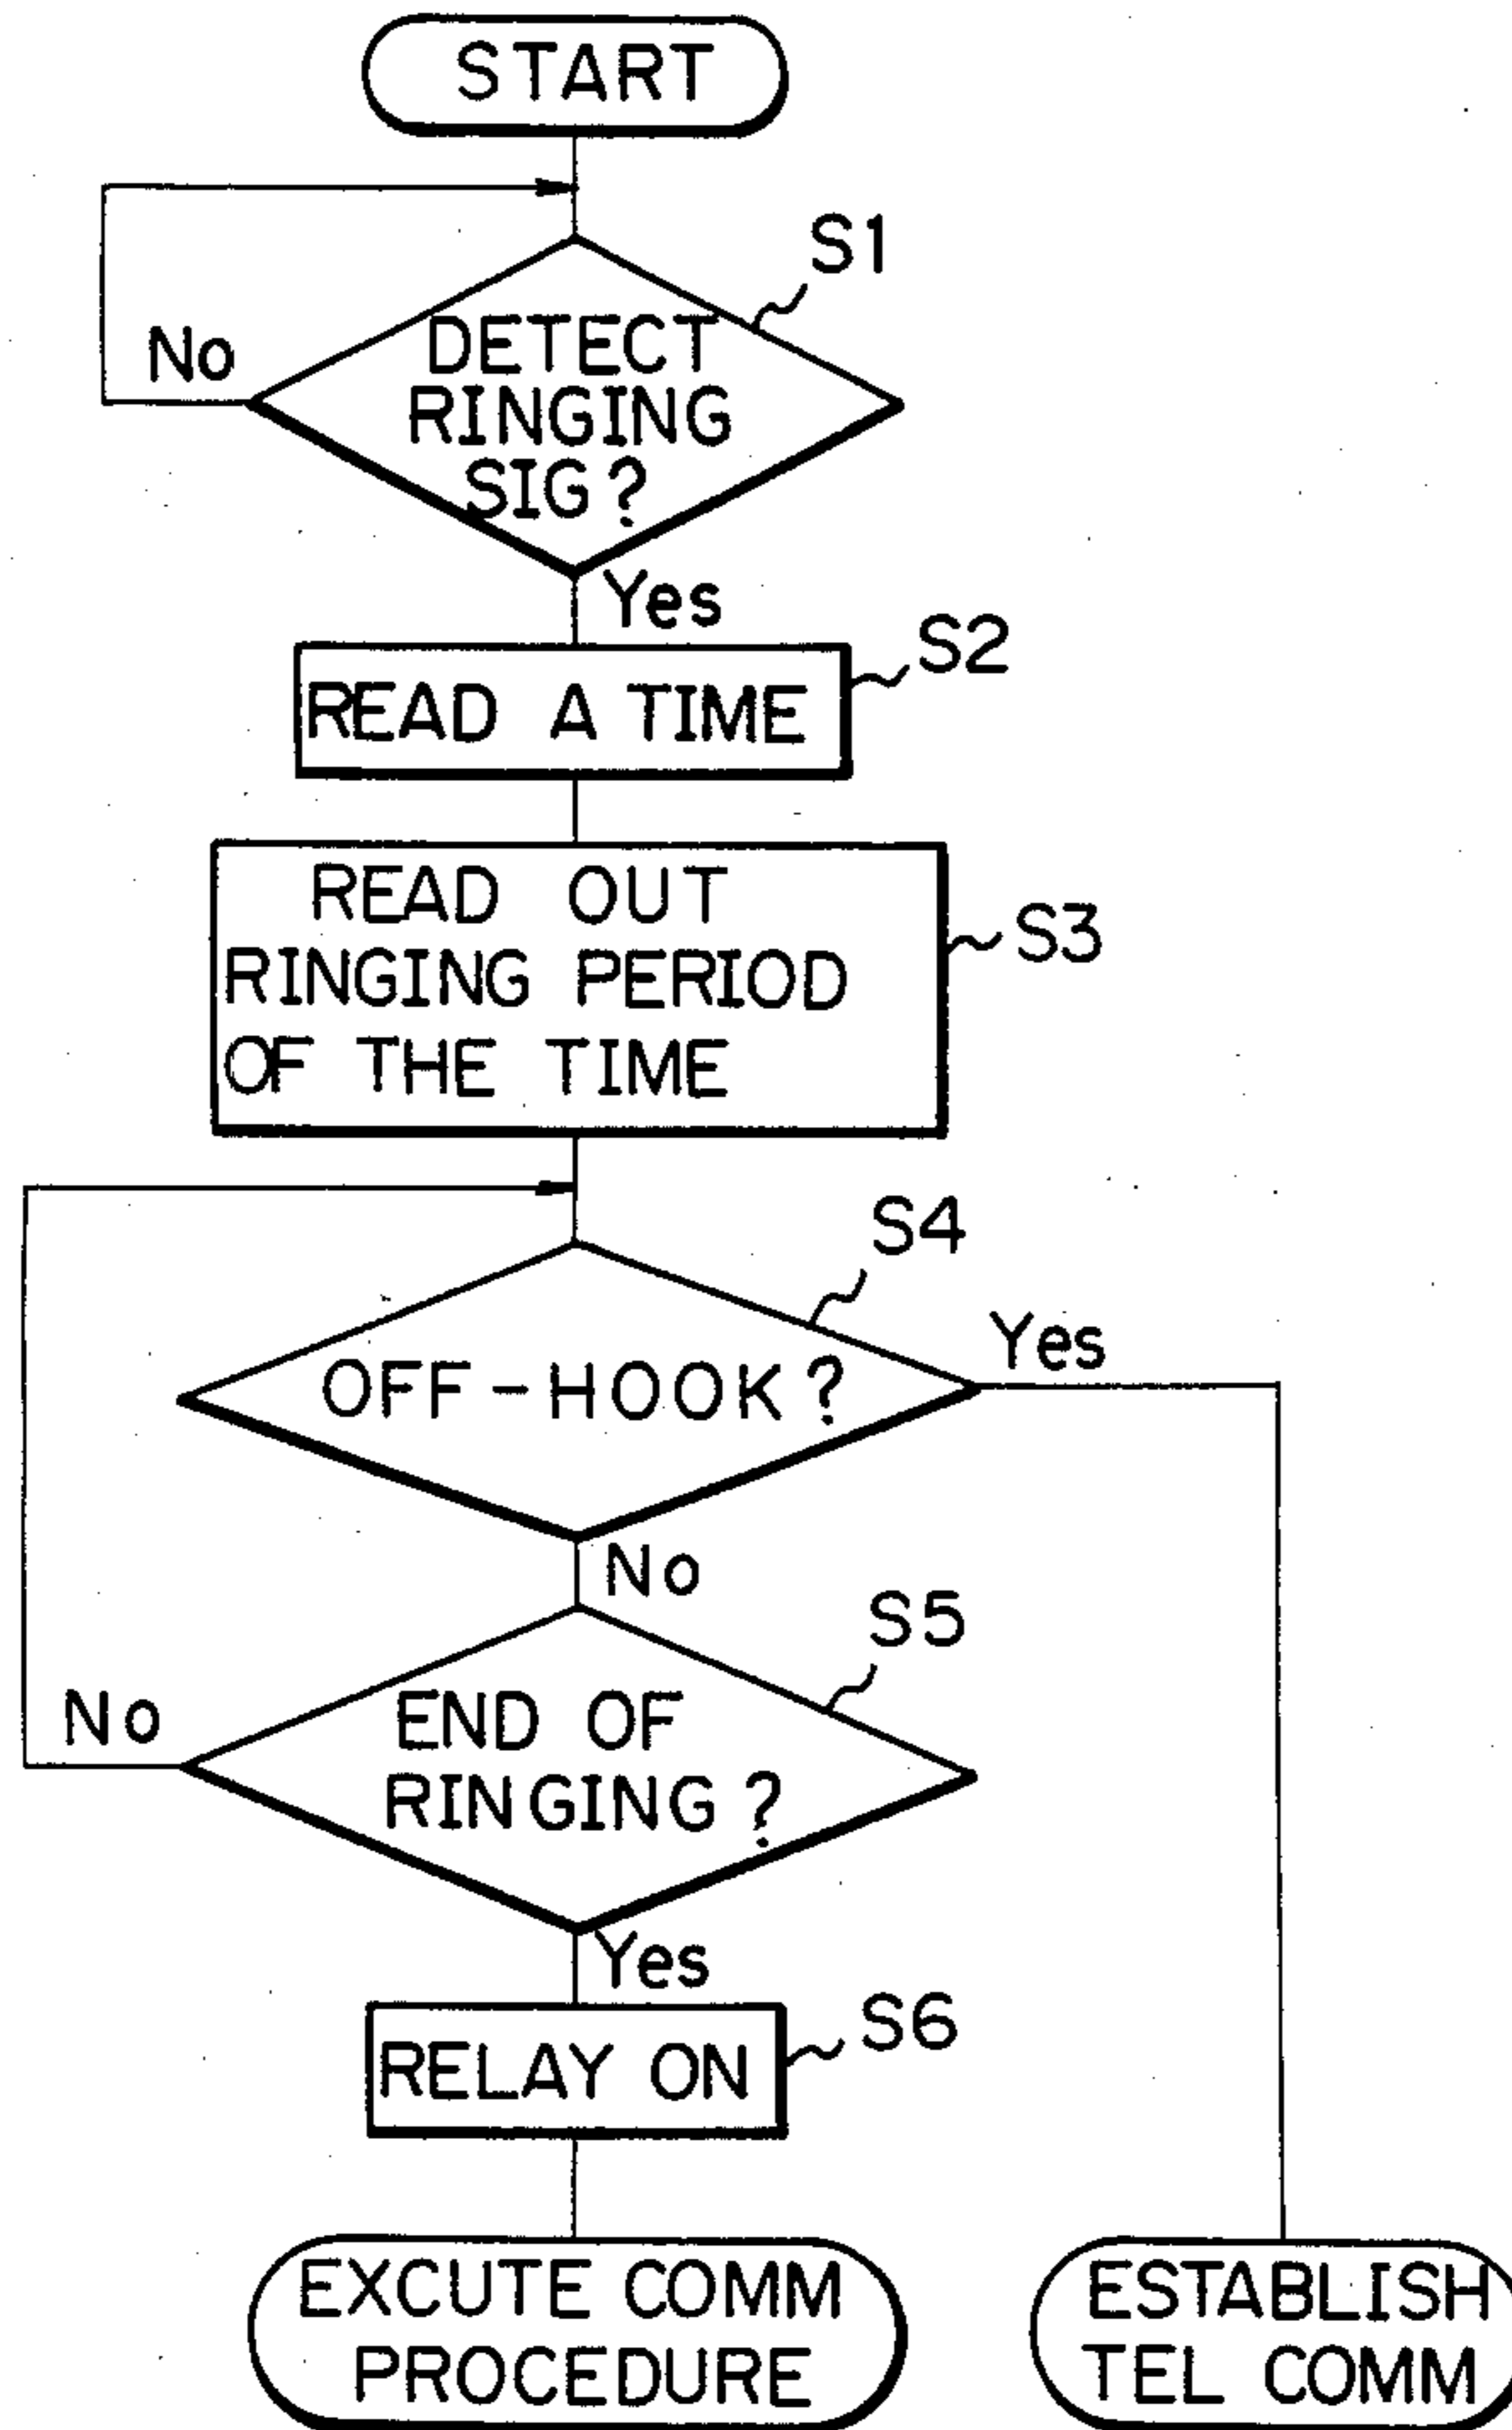 START
S1
No
DETECT
RINGING
SIG?
Yes
S2
READ A TIME
READ OUT
RINGING PERIOD
OF THE TIME
S3
S4
Yes
OFF-HOOK?
No
S5
No
END OF
RINGING?
Yes
S6
RELAY ON
EXCUTE COMM
PROCEDURE
ESTABLISH
TEL COMM